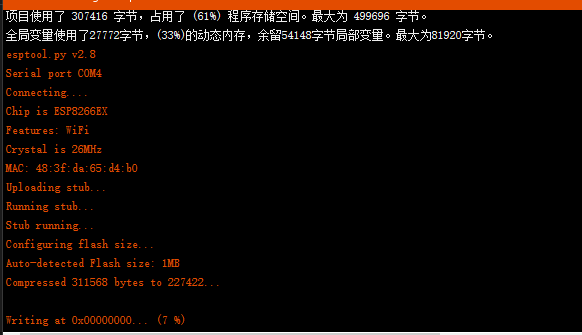 项目使用了 307416 字节，占用了 (61%) 程序存储空间。最大为 499696 字节。
全局变量使用了27772字节，(33%)的动态内存，余留54148字节局部变量。最大为81920字节。
esptool.py v2.8
Serial port COM4
Connecting....
Chip is ESP8266EX
Features: WiFi
Crystal is 26MHz
MAC: 48:3f:da:65:d4:b0
Uploading stub...
Running stub...
Stub running...
Configuring flash size...
Auto-detected Flash size: 1MB
Compressed 311568 bytes to 227422...
Writing at 0x00000000... (7 %)